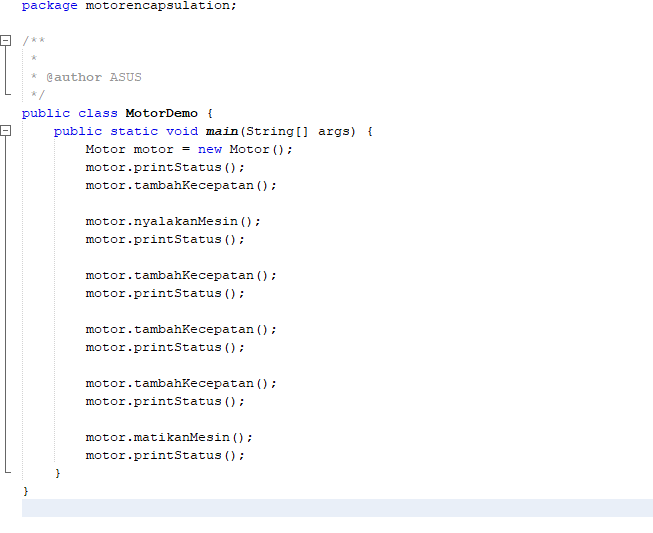 package motorencapsulation;
/**
*
* @author ASUS
*/
public class MotorDemo {
public static void main(String[] args) {
Motor motor = new Motor();
motor.printStatus();
motor.tambahKecepatan();
motor.nyalakanMesin();
motor.printStatus();
motor.tambahKecepatan();
motor.printStatus();
motor.tambahKecepatan();
motor.printStatus();
motor.tambahKecepatan();
motor.printStatus();
motor.matikanMesin();
motor.printStatus();
}
}